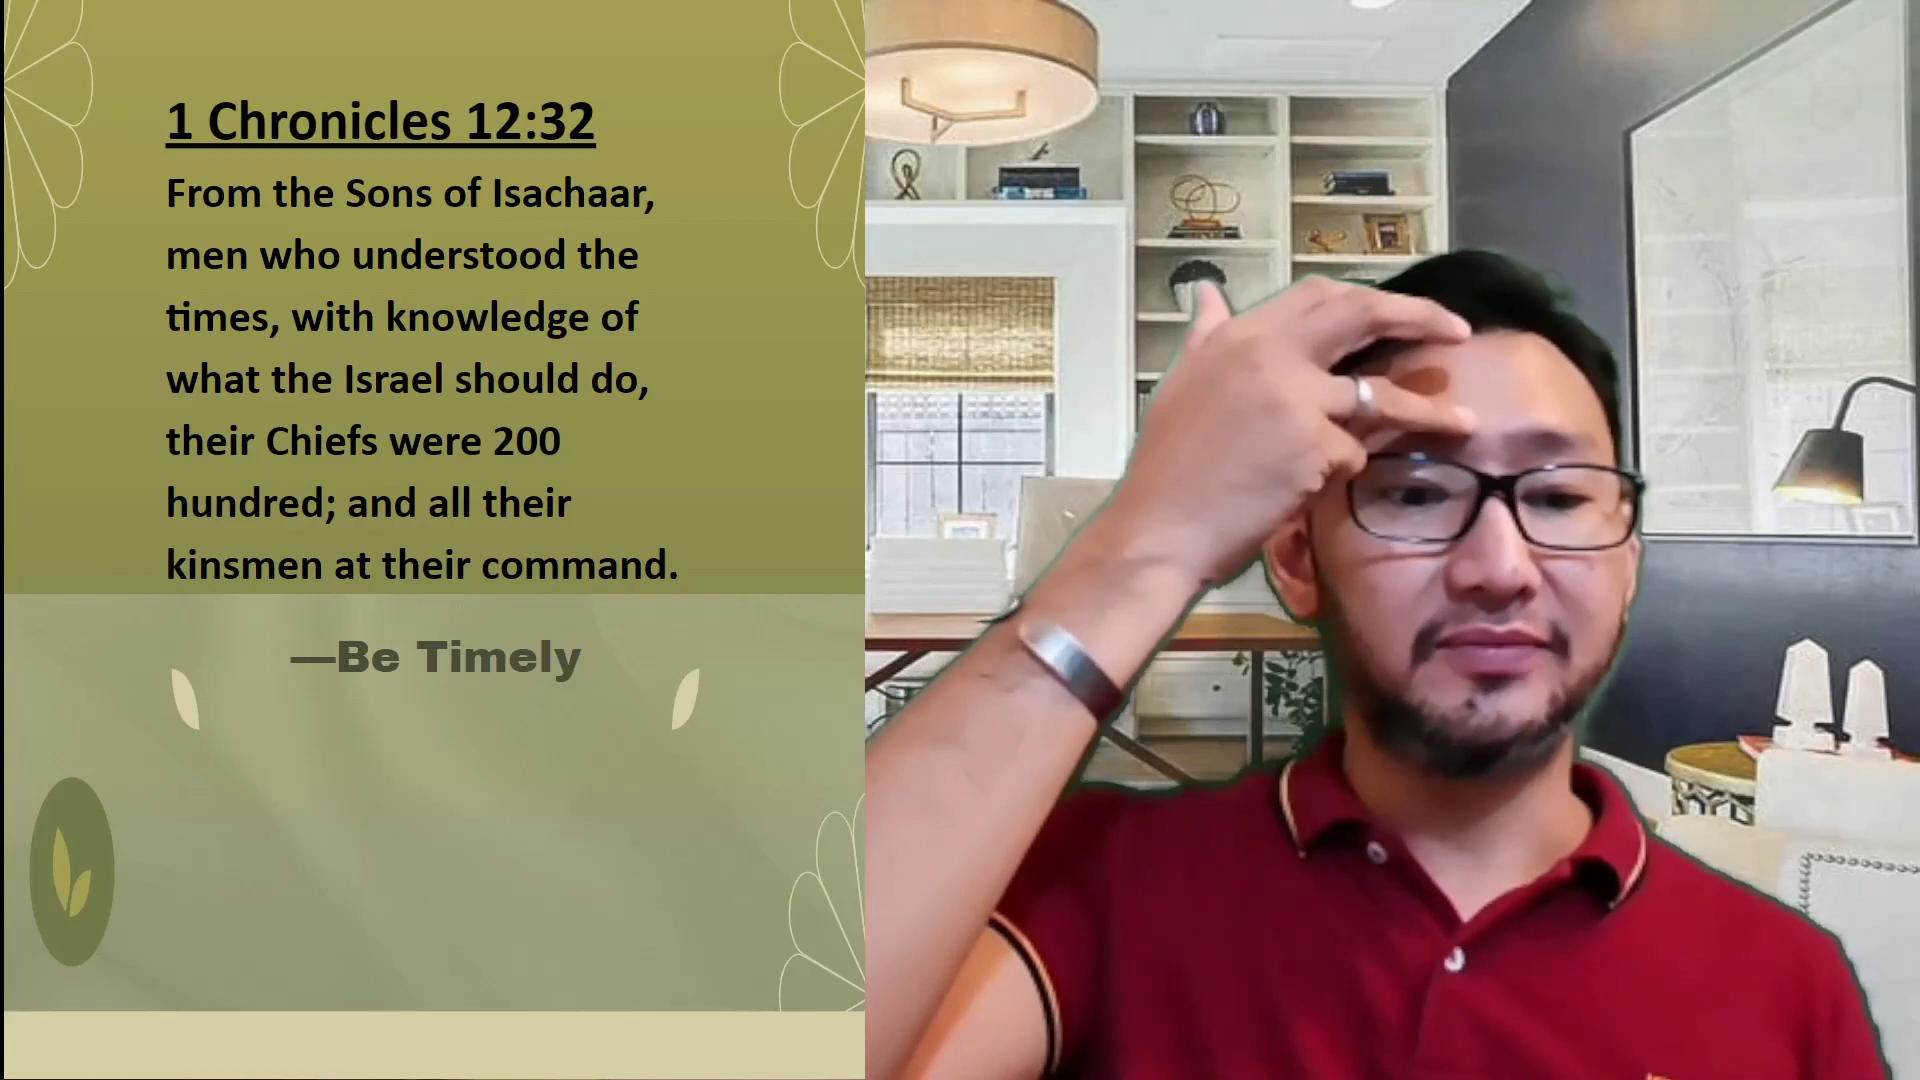 1 Chronicles 12:32
From the Sons of Isachaar,
men who understood the
times, with knowledge of
what the Israel should do,
their Chiefs were 200
hundred; and all their
kinsmen at their command.
—Be Timely